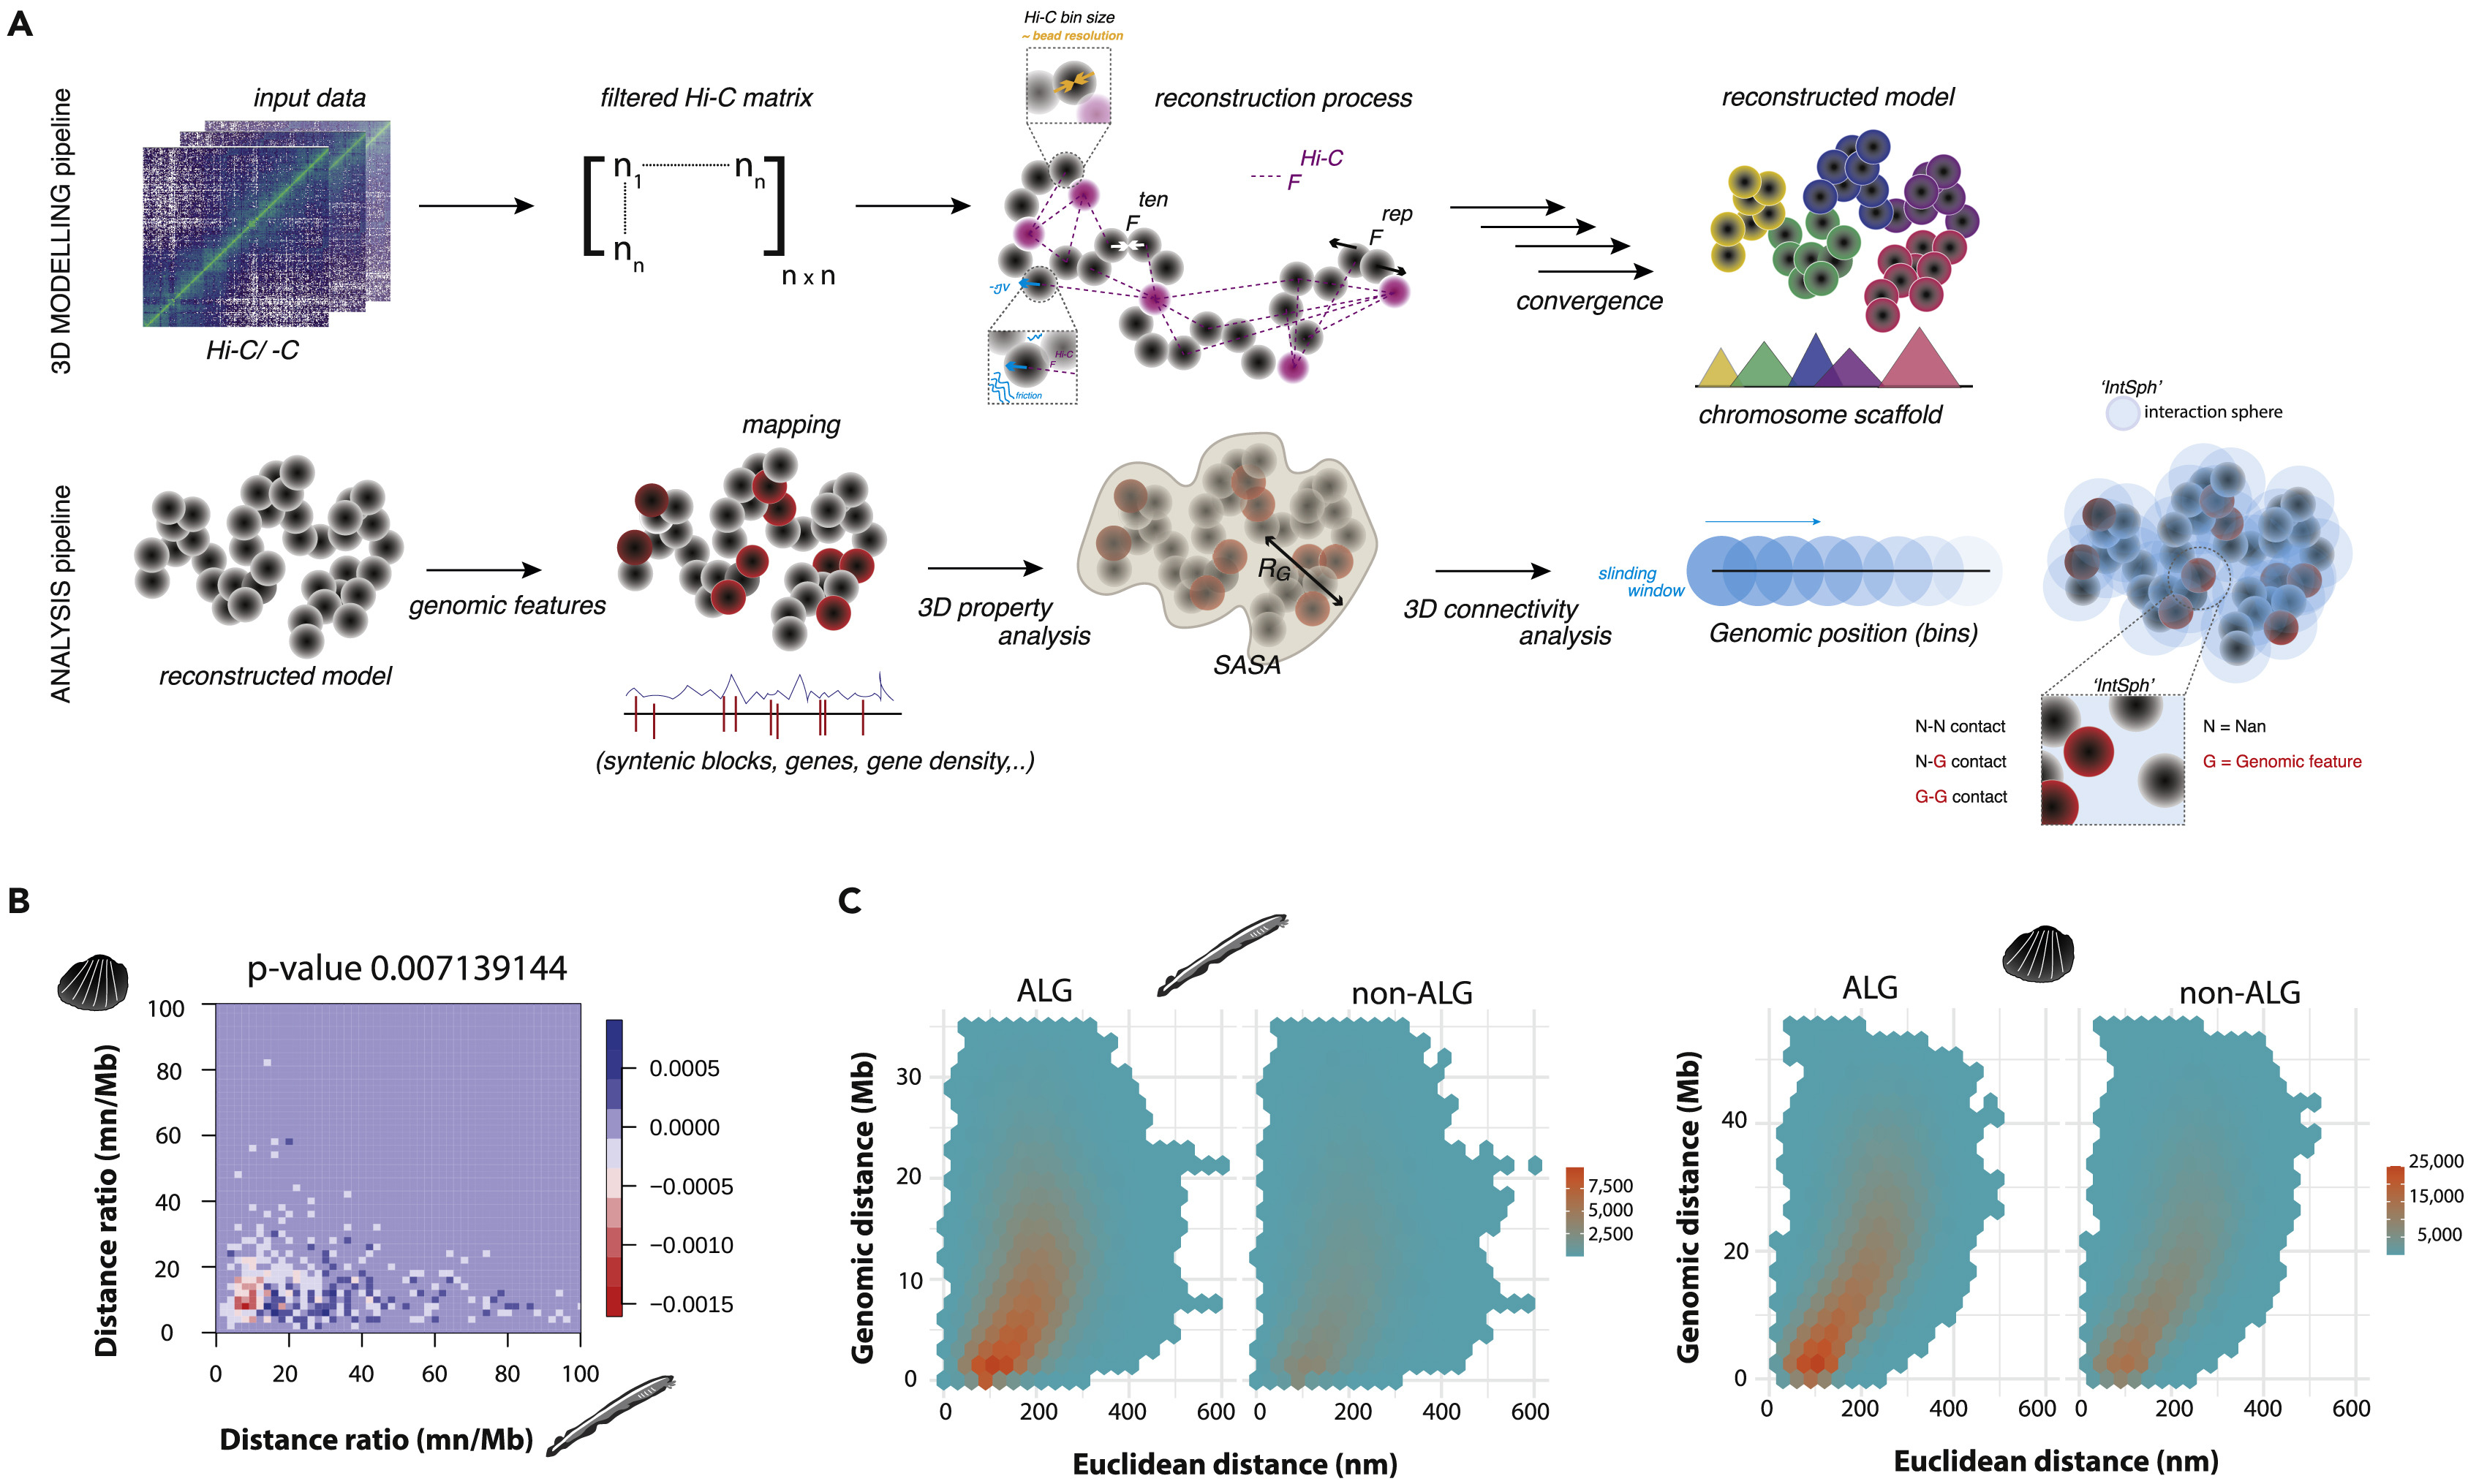 A
3D MODELLING pipeline
input data
Hi-C/ -C
filtered Hi-C matrix
n1 nn
nn
n x n
Hi-C bin size
~ bead resolution
reconstruction process
Hi-C
F
ten
F
rep
F
-gv
Hi-C
F
friction
convergence
reconstructed model
chromosome scaffold
ANALYSIS pipeline
reconstructed model
genomic features
mapping
(syntenic blocks, genes, gene density,..)
3D property
analysis
RG
SASA
3D connectivity
analysis
slinding
window
Genomic position (bins)
'IntSph'
interaction sphere
'IntSph'
N-N contact
N-G contact
G-G contact
N = Nan
G = Genomic feature
B
p-value 0.007139144
Distance ratio (mn/Mb)
100
80
60
40
20
0
0 20 40 60 80 100
Distance ratio (mn/Mb)
0.0005
0.0000
−0.0005
−0.0010
−0.0015
C
ALG
non-ALG
Genomic distance (Mb)
30
20
10
0
0 200 400 600
0 200 400 600
Euclidean distance (nm)
7,500
5,000
2,500
ALG
non-ALG
Genomic distance (Mb)
40
20
0
0 200 400 600
0 200 400 600
Euclidean distance (nm)
25,000
15,000
5,000